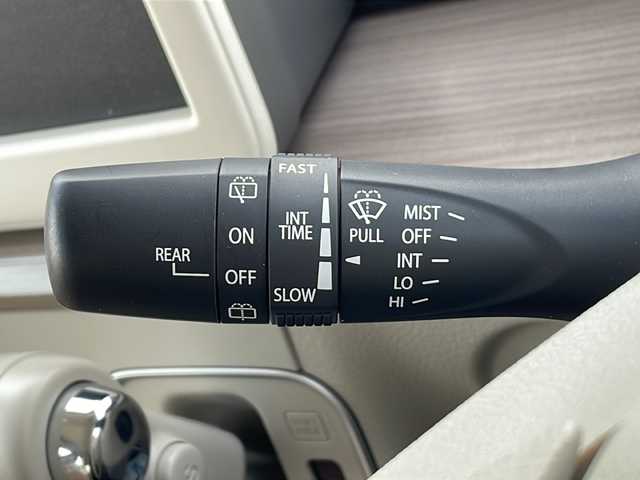 REAR
ON
OFF
FAST
INT
TIME
SLOW
PULL
MIST
OFF
INT
LO
HI